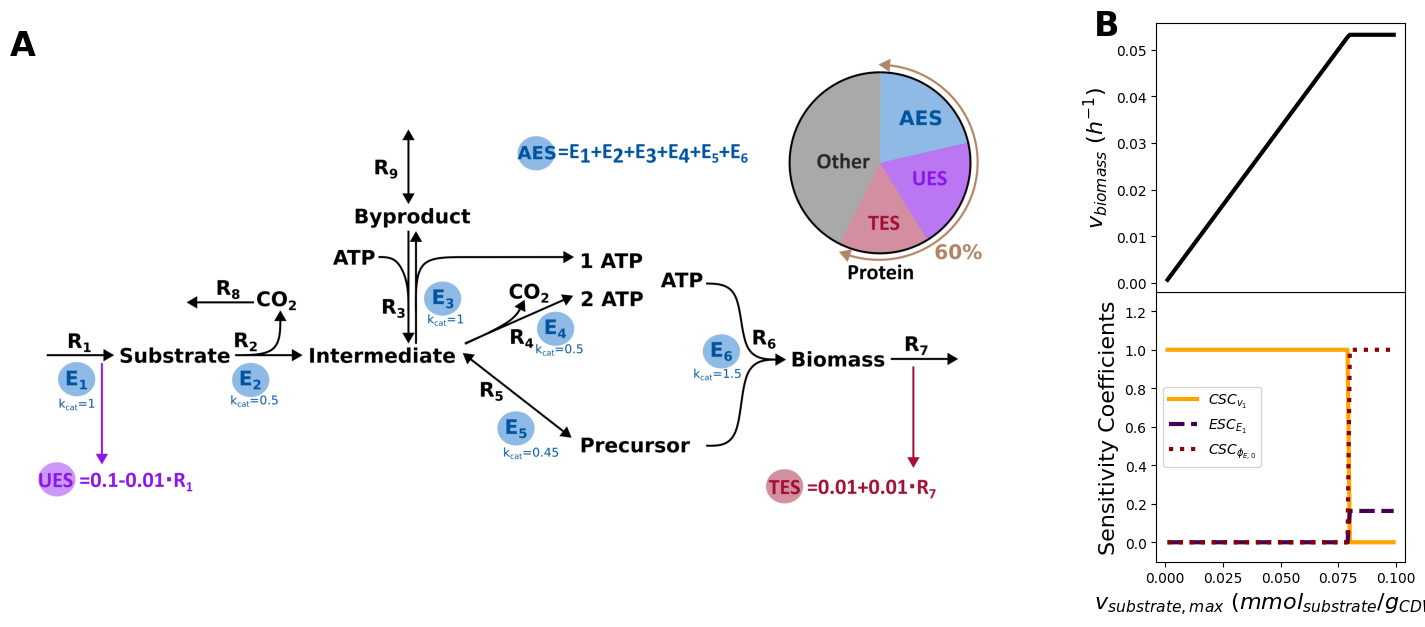 A
AES=E1+E2+E3+E4+E5+E6
AES
UES
TES
Other
60%
Protein
R9
Byproduct
ATP
1 ATP
R3
E3
kcat=1
CO2
2 ATP
R4
E4
kcat=0.5
ATP
R6
E6
kcat=1.5
Biomass
R7
R8
CO2
R1
Substrate
R2
Intermediate
E1
kcat=1
E2
kcat=0.5
R5
E5
kcat=0.45
Precursor
UES =0.1-0.01·R1
TES =0.01+0.01·R7
B
vbiomass (h−1)
0.05
0.04
0.03
0.02
0.01
0.00
Sensitivity Coefficients
1.2
1.0
0.8
0.6
0.4
0.2
0.0
CSCv1
ESCE1
CSCϕE,0
0.000
0.025
0.050
0.075
0.100
vsubstrate,max (mmolsubstrate/gCDW